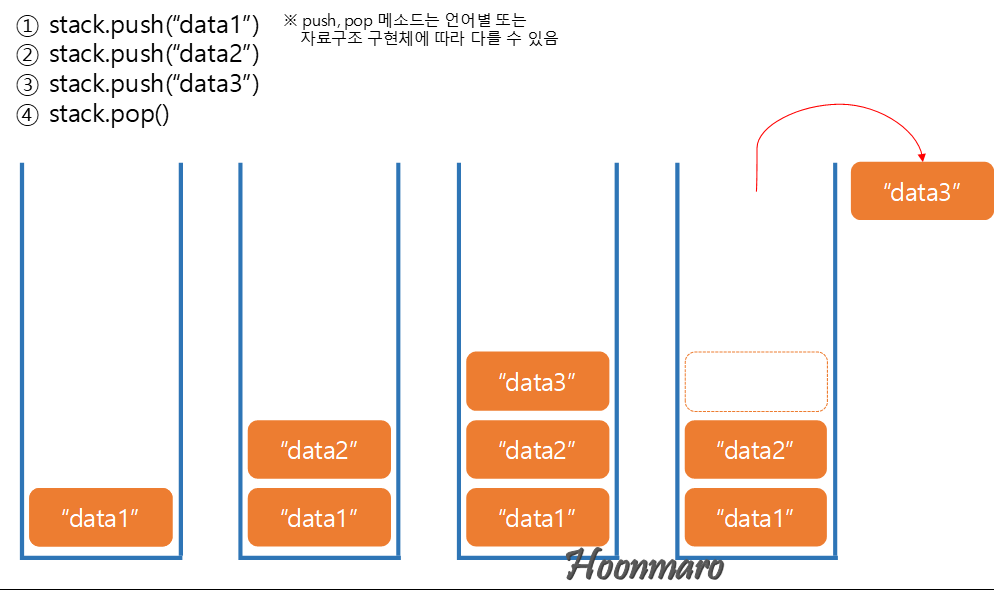 ① stack.push(“data1”)
② stack.push(“data2”)
③ stack.push(“data3”)
④ stack.pop()
※ push, pop 메소드는 언어별 또는
자료구조 구현체에 따라 다를 수 있음
“data3”
“data3”
“data2”
“data2”
“data2”
“data1”
“data1”
“data1”
“data1”
Hoonmaro